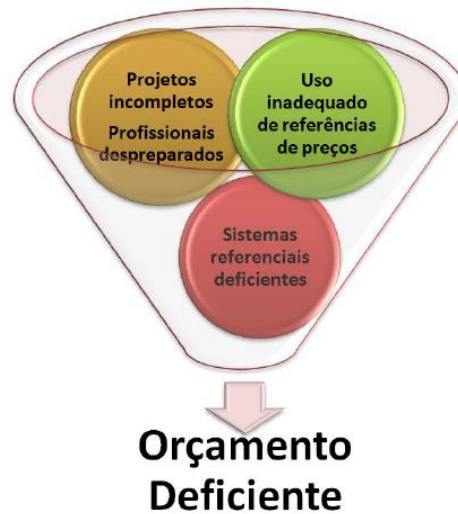 Projetos
incompletos
Profissionais
despreparados
Uso
inadequado
de referências
de preços
Sistemas
referenciais
deficientes
Orçamento
Deficiente